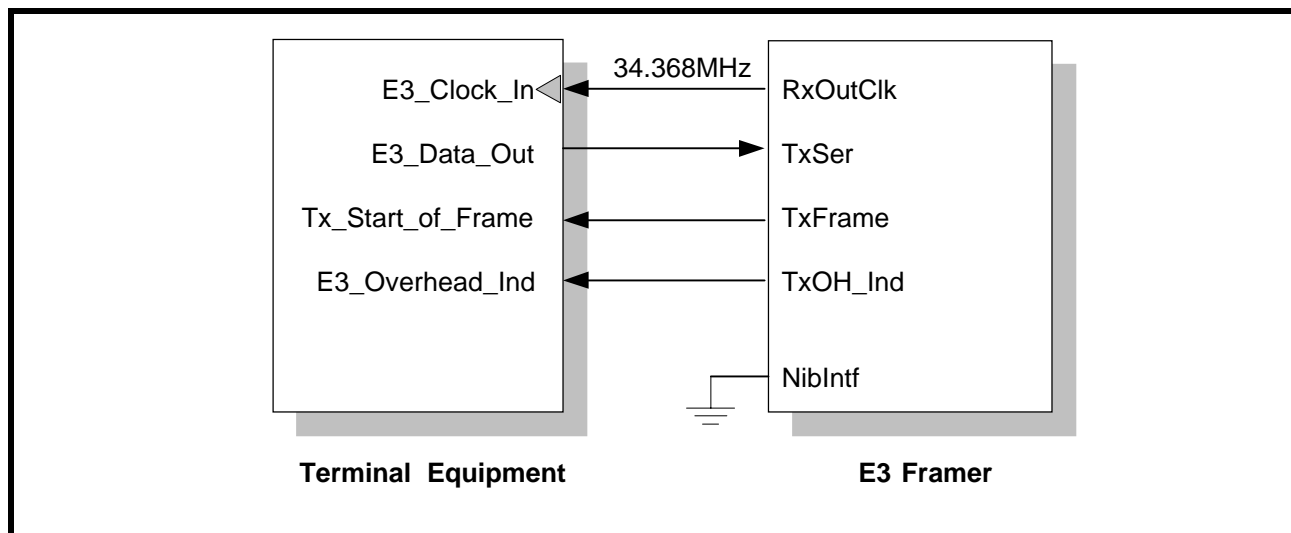 34.368MHz
E3_Clock_In
RxOutClk
E3_Data_Out
TxSer
Tx_Start_of_Frame
TxFrame
E3_Overhead_Ind
TxOH_Ind
NibIntf
Terminal Equipment
E3 Framer